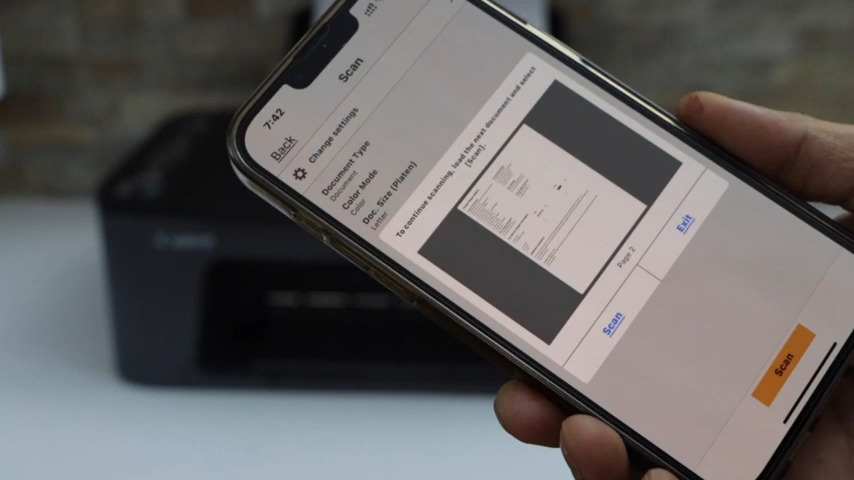 7:42
Scan
Back
Change settings
Document Type
Document
Color Mode
Color
Doc. Size (Platen)
Letter
To continue scanning, load the next document and select
[Scan].
Page 2
Scan
Exit
Scan